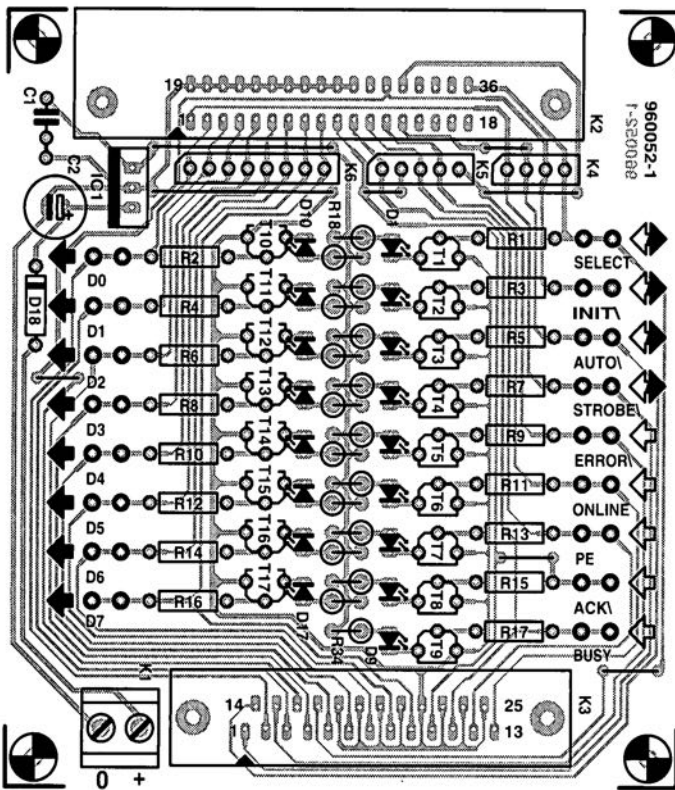 19 36
1 18
K2
C1
C2
IC1
K6
K5
K4
960052-1
D10
R18
D1
T10
T1
R2
R1
D0
SELECT
T11
T2
R4
R3
D1
INIT\
T12
T3
R6
R5
D2
AUTO\
T13
T4
R8
R7
D3
STROBE\
T14
T5
R10
R9
D4
ERROR\
T15
T6
R12
R11
D5
ONLINE
T16
T7
R14
R13
D6
PE
T17
T8
R16
R15
D7
ACK\
D17
R34
D9
T9
R17
BUSY
D18
K1
K3
14 25
1 13
+
0 +